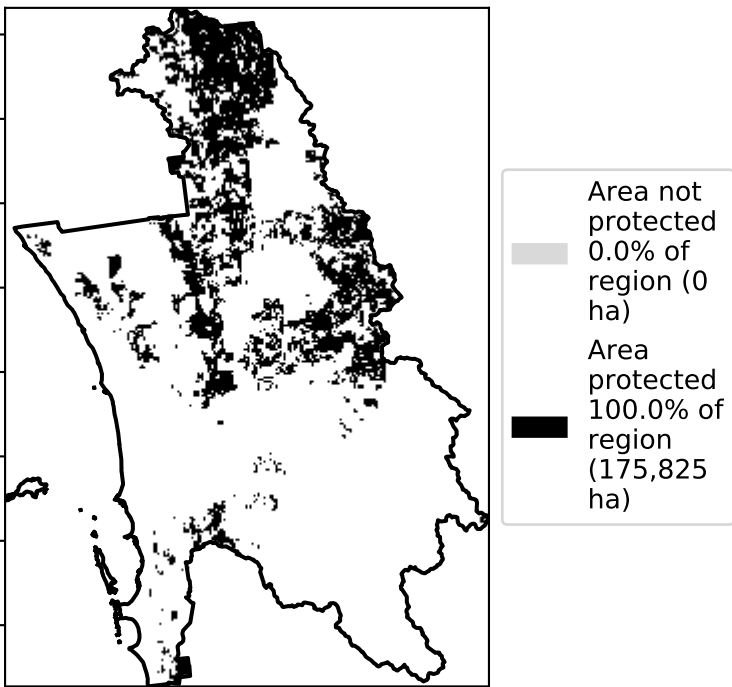 Area not
protected
0.0% of
region (0
ha)
Area
protected
100.0% of
region
(175,825
ha)